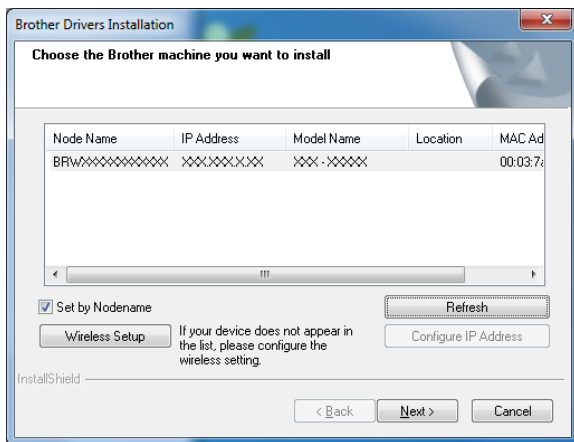 Brother Drivers Installation
Choose the Brother machine you want to install
Node Name IP Address Model Name Location MAC Ad
BRWXXXXXXXXXXXX XXX.XXX.X.XX XXX - XXXXX 00:03:7a
Set by Nodename
Refresh
Wireless Setup
If your device does not appear in
the list, please configure the
wireless setting.
Configure IP Address
InstallShield
< Back
Next >
Cancel